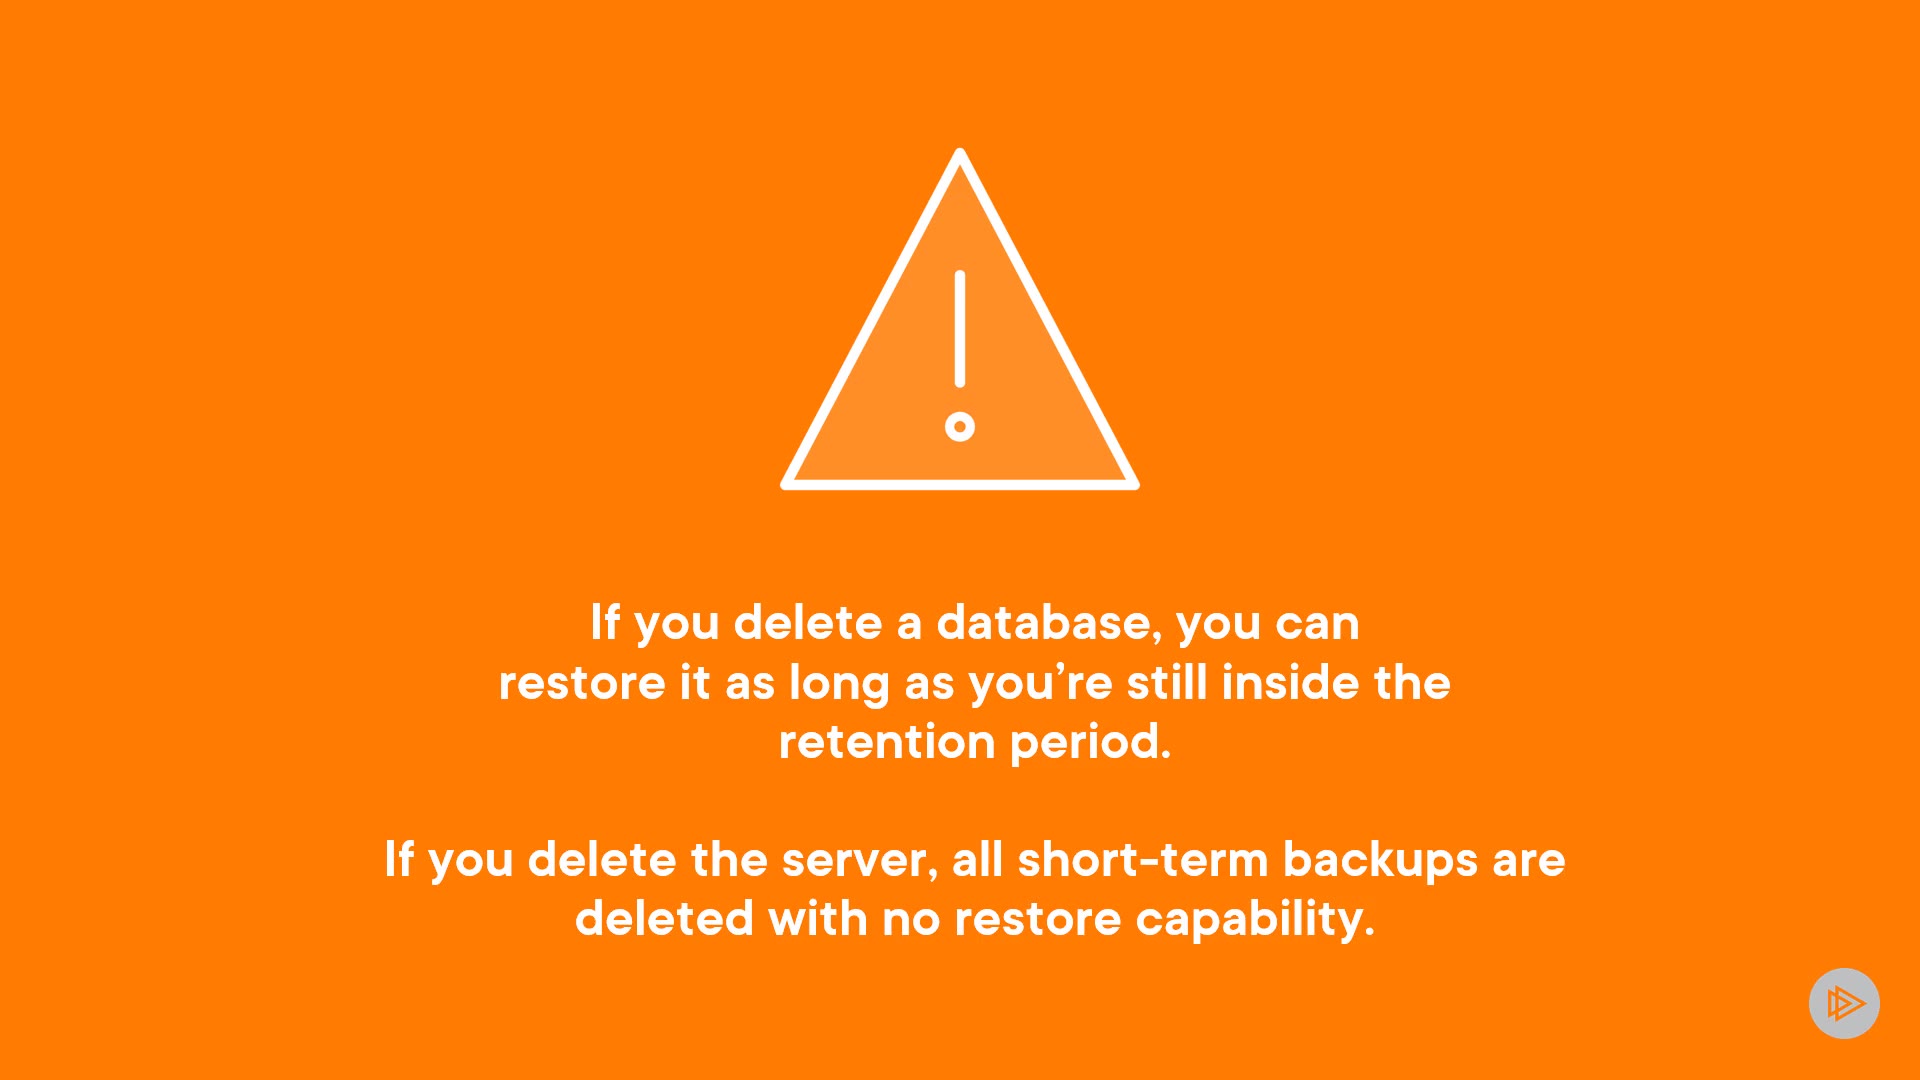 If you delete a database, you can
restore it as long as you’re still inside the
retention period.
If you delete the server, all short-term backups are
deleted with no restore capability.